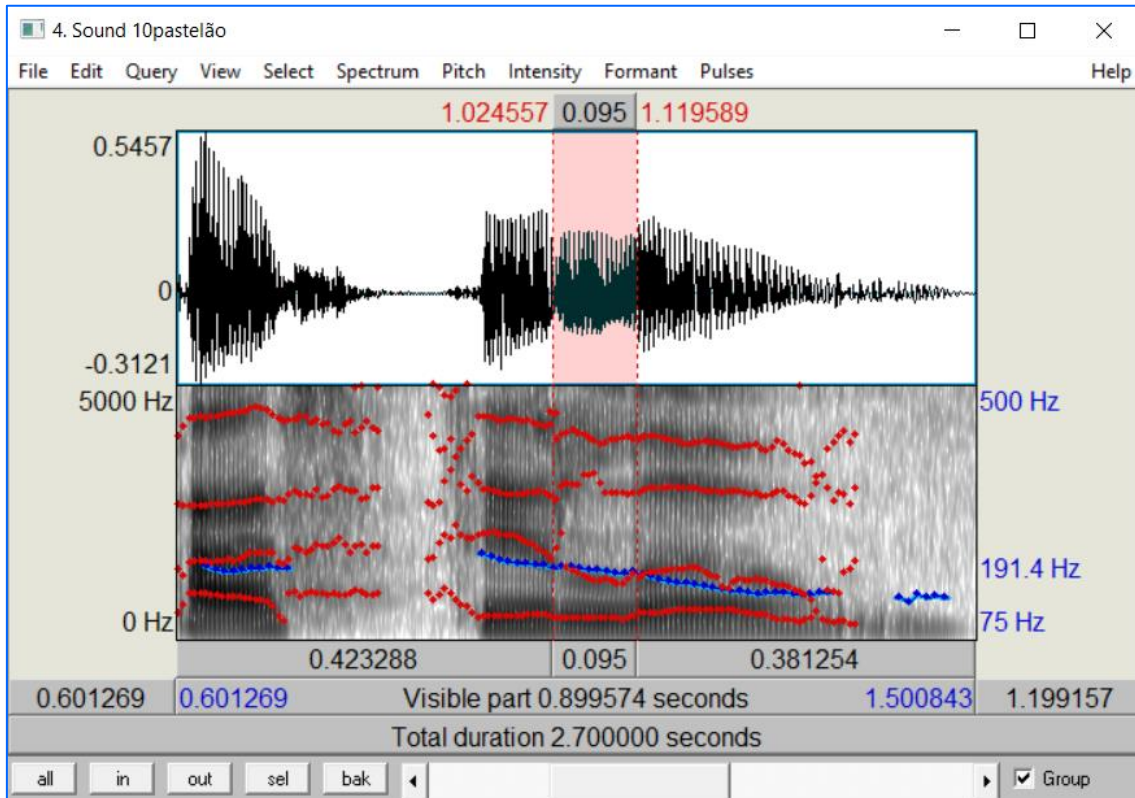 4. Sound 10pastelão
File Edit Query View Select Spectrum Pitch Intensity Formant Pulses Help
1.024557 0.095 1.119589
0.5457
0
-0.3121
5000 Hz 500 Hz
191.4 Hz
0 Hz 75 Hz
0.423288 0.095 0.381254
0.601269 0.601269 Visible part 0.899574 seconds 1.500843 1.199157
Total duration 2.700000 seconds
all in out sel bak Group